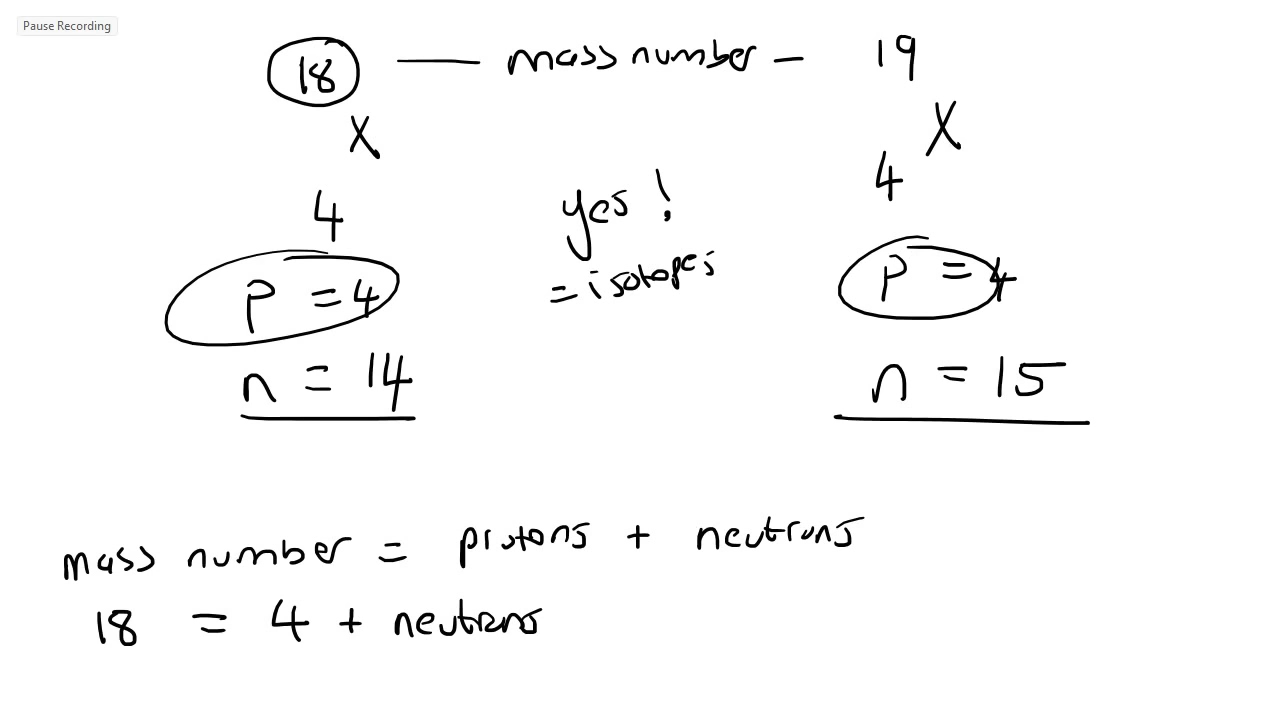 Pause Recording
18 — mass number – 19
X X
4 yes! 4
= isotopes
P = 4 P = 4
n = 14 n = 15
mass number = protons + neutrons
18 = 4 + neutrons